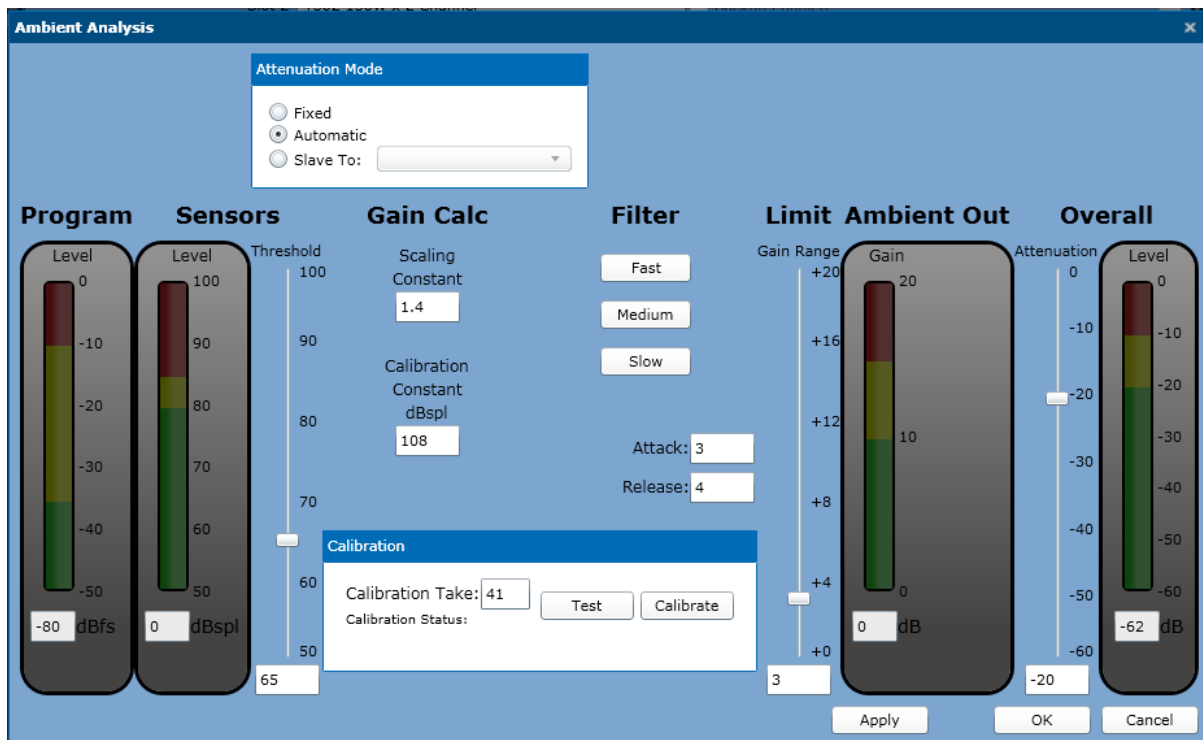 Ambient Analysis
Attenuation Mode
Fixed
Automatic
Slave To:
Program
Sensors
Gain Calc
Filter
Limit
Ambient Out
Overall
Level
0
-10
-20
-30
-40
-50
-80 dBfs
Level
100
90
80
70
60
50
0 dBspl
Threshold
100
90
80
70
60
50
65
Scaling
Constant
1.4
Calibration
Constant
dBspl
108
Fast
Medium
Slow
Attack: 3
Release: 4
Calibration
Calibration Take: 41
Test
Calibrate
Calibration Status:
Gain Range
+20
+16
+12
+8
+4
+0
3
Gain
20
10
0
0 dB
Attenuation
0
-10
-20
-30
-40
-50
-60
-20
Level
0
-10
-20
-30
-40
-50
-60
-62 dB
Apply
OK
Cancel